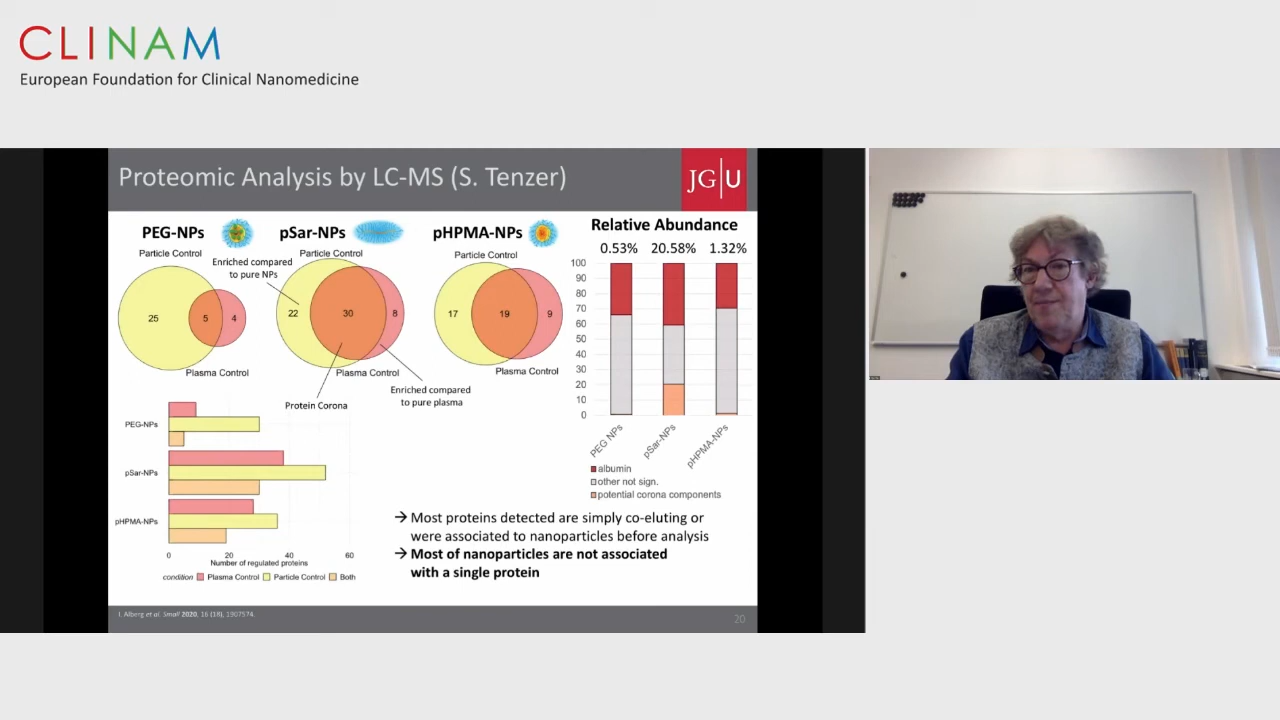 CLINAM
European Foundation for Clinical Nanomedicine
Proteomic Analysis by LC-MS (S. Tenzer)
JG|U
PEG-NPs
pSar-NPs
pHPMA-NPs
Relative Abundance
Particle Control
Particle Control
Particle Control
0.53% 20.58% 1.32%
Enriched compared
to pure NPs
25 5 4
22 30 8
17 19 9
Plasma Control
Plasma Control
Plasma Control
Enriched compared
to pure plasma
Protein Corona
100
90
80
70
60
50
40
30
20
10
0
PEG NPs
pSar-NPs
pHPMA-NPs
albumin
other not sign.
potential corona components
PEG-NPs
pSar-NPs
pHPMA-NPs
0 20 40 60
Number of regulated proteins
condition Plasma Control Particle Control Both
→ Most proteins detected are simply co-eluting or
were associated to nanoparticles before analysis
→ Most of nanoparticles are not associated
with a single protein
I. Alberg et al. Small 2020, 16 (18), 1907574.
20